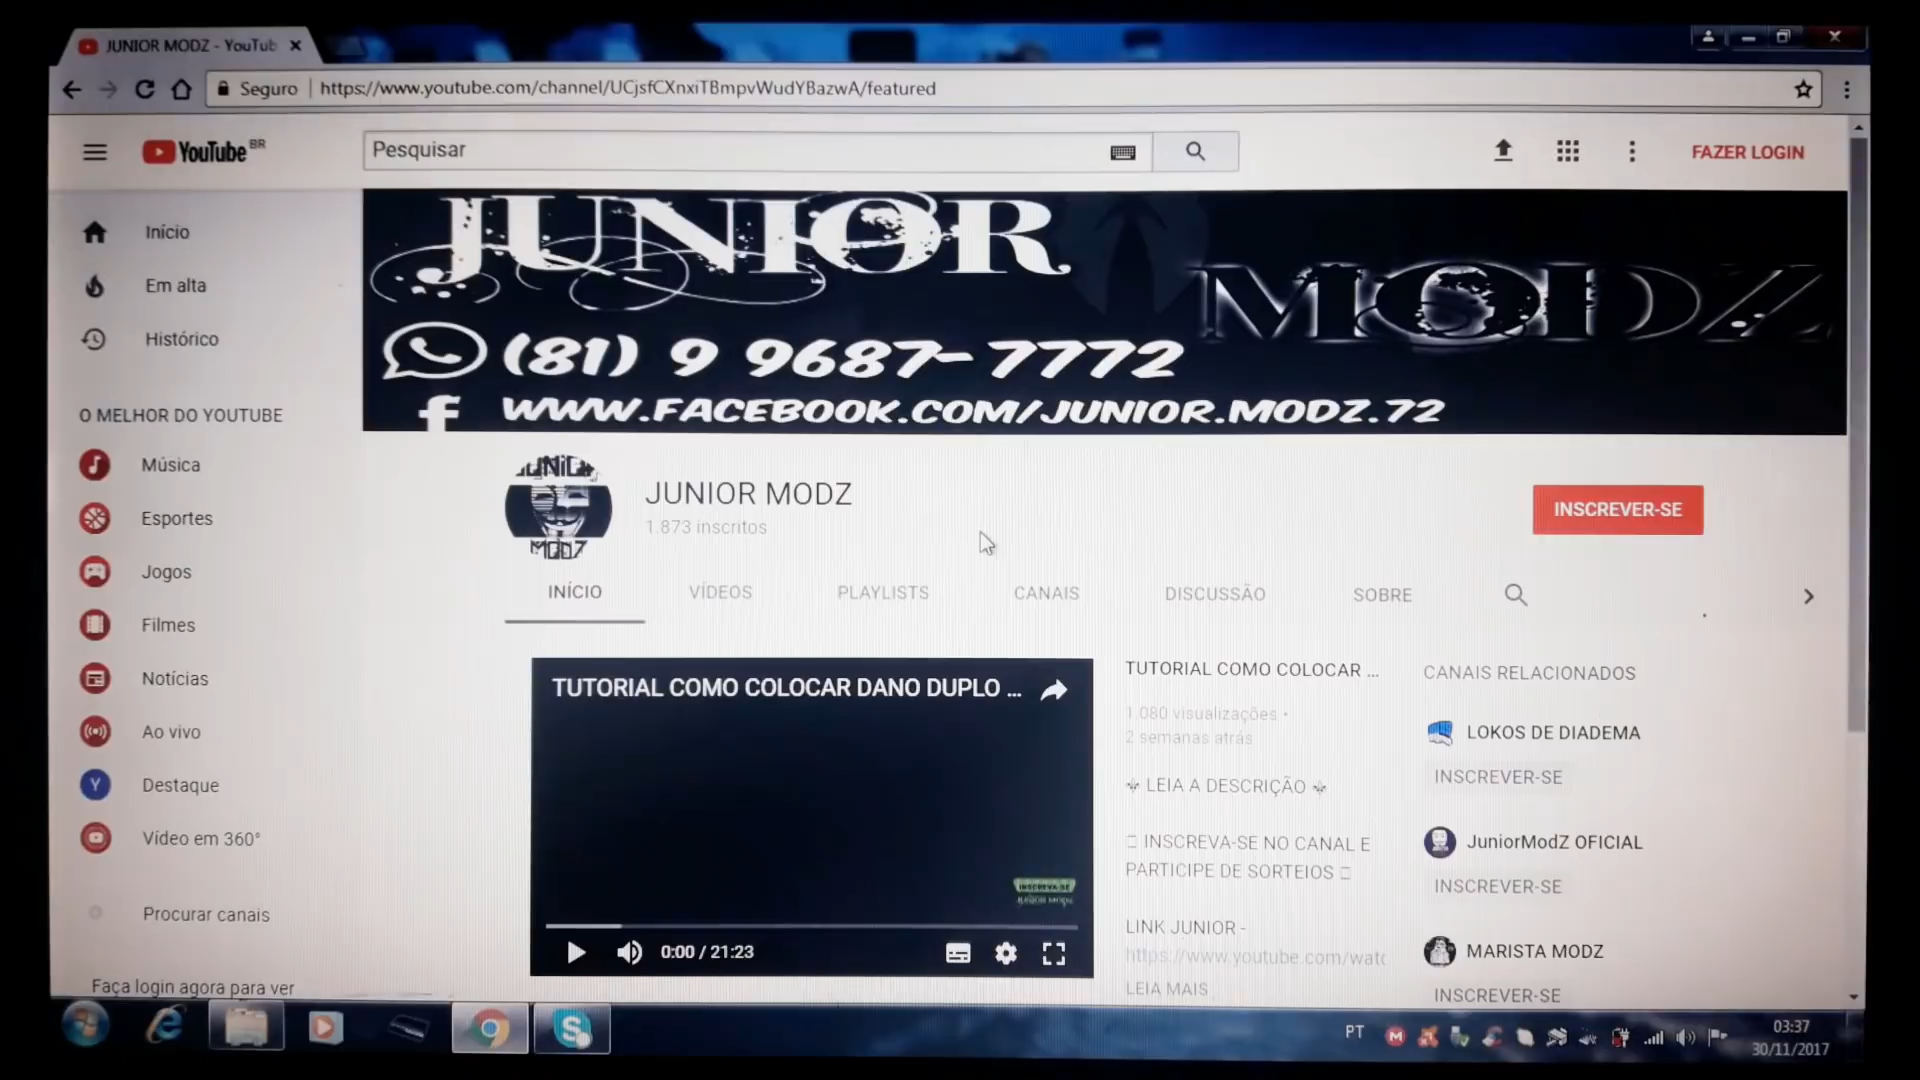 JUNIOR MODZ - YouTub
Seguro
https://www.youtube.com/channel/UCjsfCXnxiTBmpvWudYBazwA/featured
YouTube BR
Pesquisar
FAZER LOGIN
JUNIOR
MODZ
(81) 9 9687-7772
WWW.FACEBOOK.COM/JUNIOR.MODZ.72
Início
Em alta
Histórico
O MELHOR DO YOUTUBE
Música
Esportes
Jogos
Filmes
Notícias
Ao vivo
Destaque
Vídeo em 360°
Procurar canais
Faça login agora para ver
JUNIOR
MODZ
JUNIOR MODZ
1.873 inscritos
INSCREVER-SE
INÍCIO
VÍDEOS
PLAYLISTS
CANAIS
DISCUSSÃO
SOBRE
TUTORIAL COMO COLOCAR DANO DUPLO ...
INSCREVA-SE
JUNIOR MODZ
0:00 / 21:23
TUTORIAL COMO COLOCAR ...
1.080 visualizações •
2 semanas atrás
⚜ LEIA A DESCRIÇÃO ⚜
INSCREVA-SE NO CANAL E
PARTICIPE DE SORTEIOS
LINK JUNIOR -
https://www.youtube.com/watc
LEIA MAIS
CANAIS RELACIONADOS
LOKOS DE DIADEMA
INSCREVER-SE
JuniorModZ OFICIAL
INSCREVER-SE
MARISTA MODZ
INSCREVER-SE
PT
03:37
30/11/2017